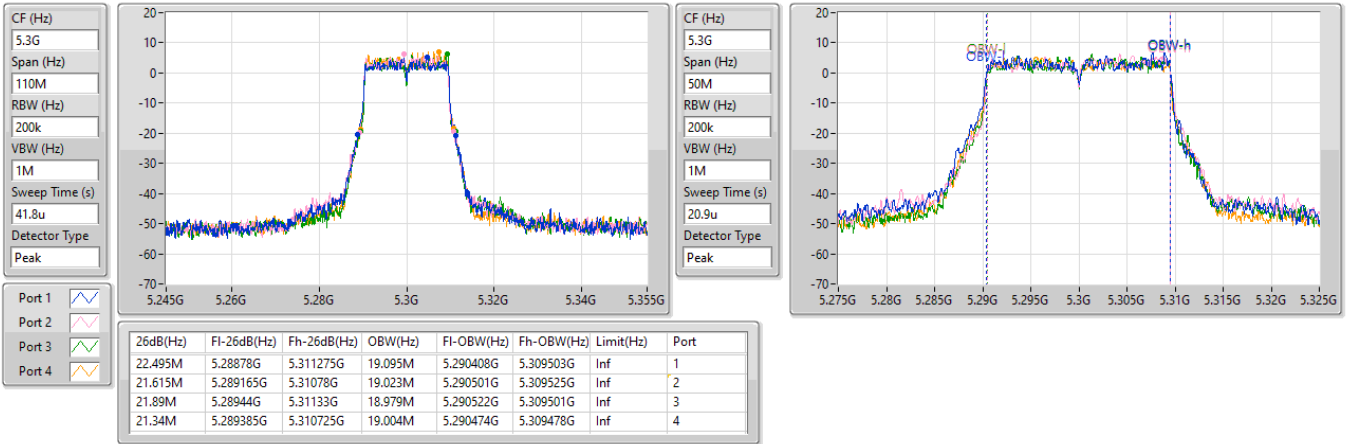 CF (Hz)
5.3G
Span (Hz)
110M
RBW (Hz)
200k
VBW (Hz)
1M
Sweep Time (s)
41.8u
Detector Type
Peak
20
10
0
-10
-20
-30
-40
-50
-60
-70
5.245G 5.26G 5.28G 5.3G 5.32G 5.34G 5.355G
CF (Hz)
5.3G
Span (Hz)
50M
RBW (Hz)
200k
VBW (Hz)
1M
Sweep Time (s)
20.9u
Detector Type
Peak
20
10
0
-10
-20
-30
-40
-50
-60
-70
OBW-l
OBW-l
OBW-h
5.275G 5.28G 5.285G 5.29G 5.295G 5.3G 5.305G 5.31G 5.315G 5.32G 5.325G
Port 1
Port 2
Port 3
Port 4
26dB(Hz) Fl-26dB(Hz) Fh-26dB(Hz) OBW(Hz) Fl-OBW(Hz) Fh-OBW(Hz) Limit(Hz) Port
22.495M 5.28878G 5.311275G 19.095M 5.290408G 5.309503G Inf 1
21.615M 5.289165G 5.31078G 19.023M 5.290501G 5.309525G Inf 2
21.89M 5.28944G 5.31133G 18.979M 5.290522G 5.309501G Inf 3
21.34M 5.289385G 5.310725G 19.004M 5.290474G 5.309478G Inf 4